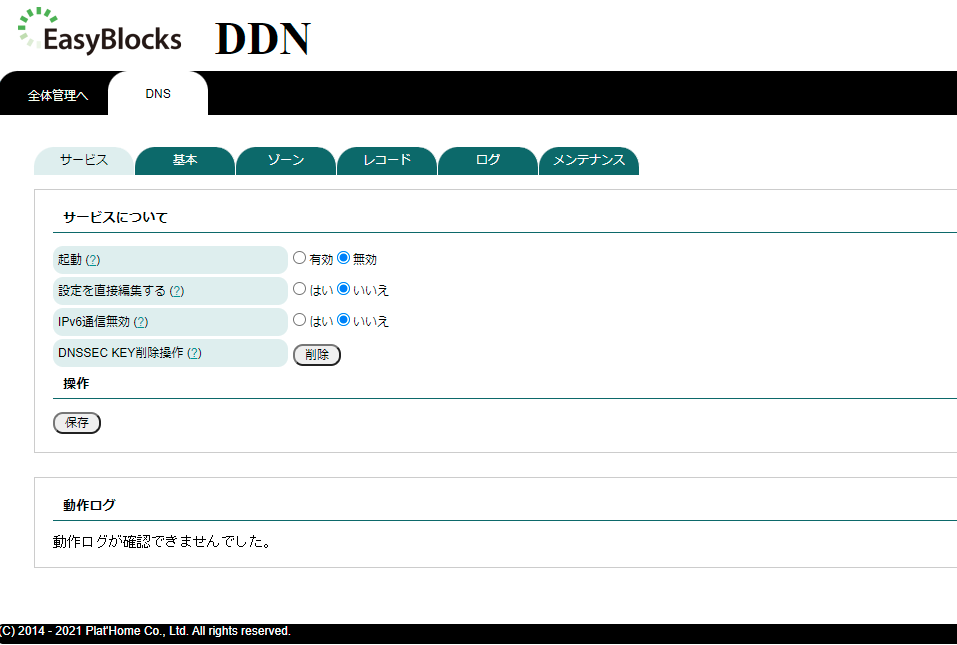 EasyBlocks DDN
全体管理へ DNS
サービス 基本 ゾーン レコード ログ メンテナンス
サービスについて
起動 (?) 有効 無効
設定を直接編集する (?) はい いいえ
IPv6通信無効 (?) はい いいえ
DNSSEC KEY削除操作 (?) 削除
操作
保存
動作ログ
動作ログが確認できませんでした。
(C) 2014 - 2021 Plat'Home Co., Ltd. All rights reserved.